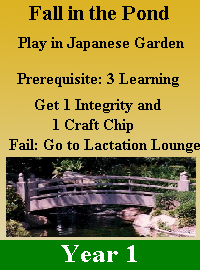 Fall in the Pond
Play in Japanese Garden
Prerequisite: 3 Learning
Get 1 Integrity and
1 Craft Chip
Fail: Go to Lactation Lounge
Year 1